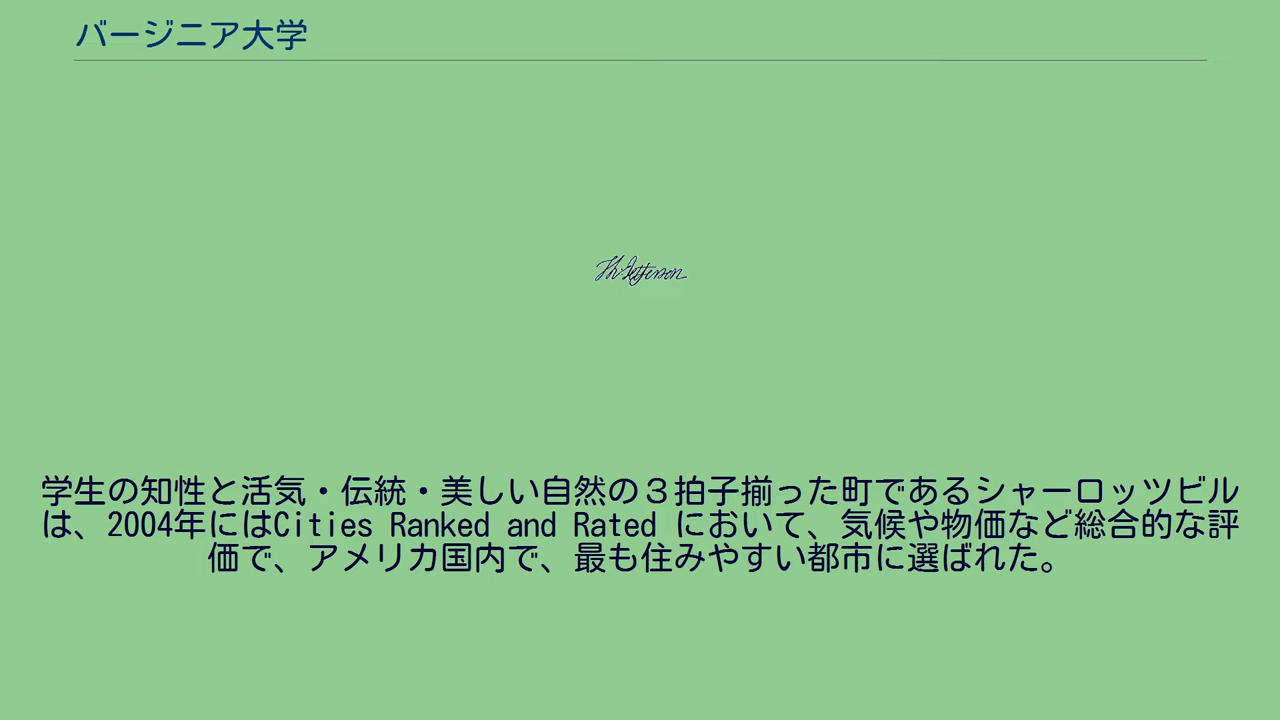 バージニア大学
Th Jefferson
学生の知性と活気・伝統・美しい自然の３拍子揃った町であるシャーロッツビル
は、2004年にはCities Ranked and Rated において、気候や物価など総合的な評
価で、アメリカ国内で、最も住みやすい都市に選ばれた。